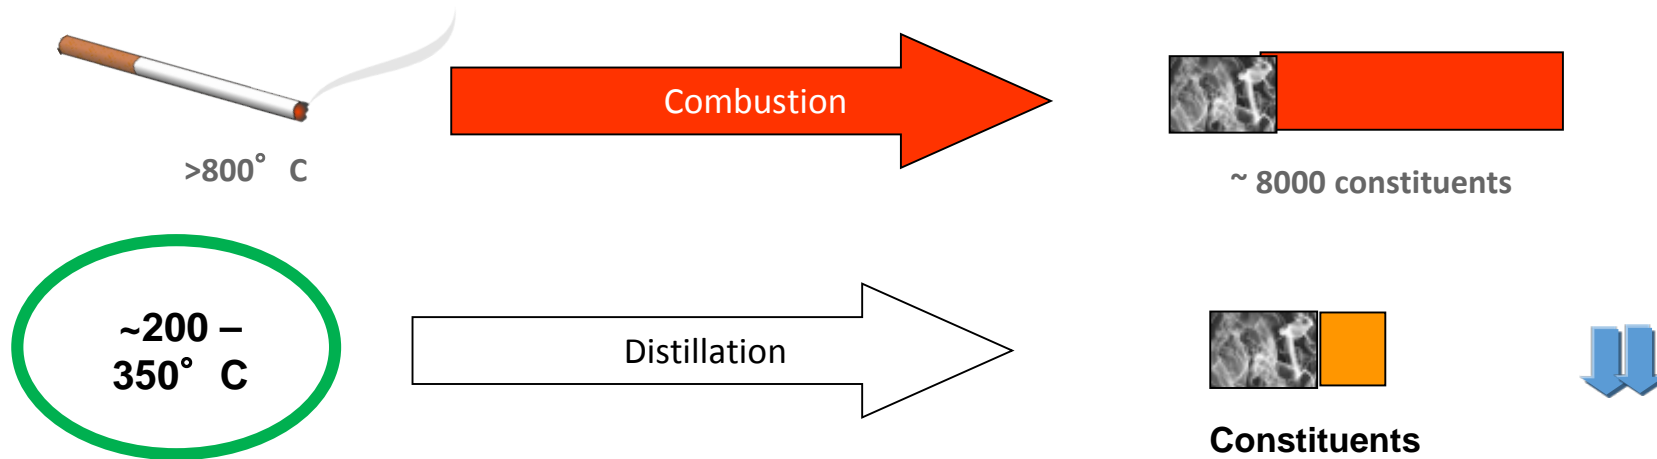 Combustion
>800° C
~ 8000 constituents
~200 –
350° C
Distillation
Constituents